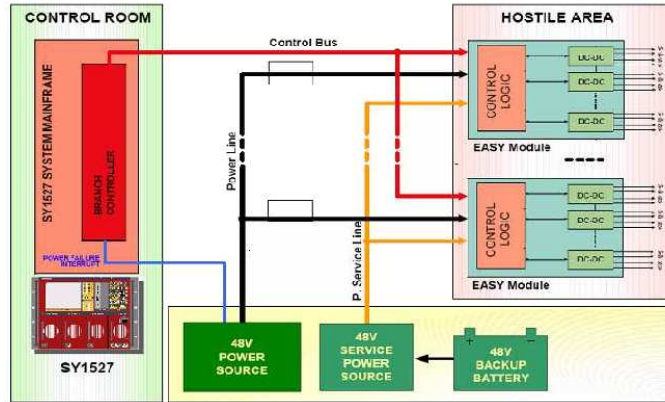 CONTROL ROOM
HOSTILE AREA
SY1527 SYSTEM MAINFRAME
BRANCH
CONTROLLER
POWER FAILURE
INTERRUPT
SY1527
Control Bus
Power Line
P. Service Line
CONTROL
LOGIC
DC-DC
DC-DC
DC-DC
EASY Module
CONTROL
LOGIC
DC-DC
DC-DC
DC-DC
EASY Module
48V
POWER
SOURCE
48V
SERVICE
POWER
SOURCE
+ -
48V
BACKUP
BATTERY